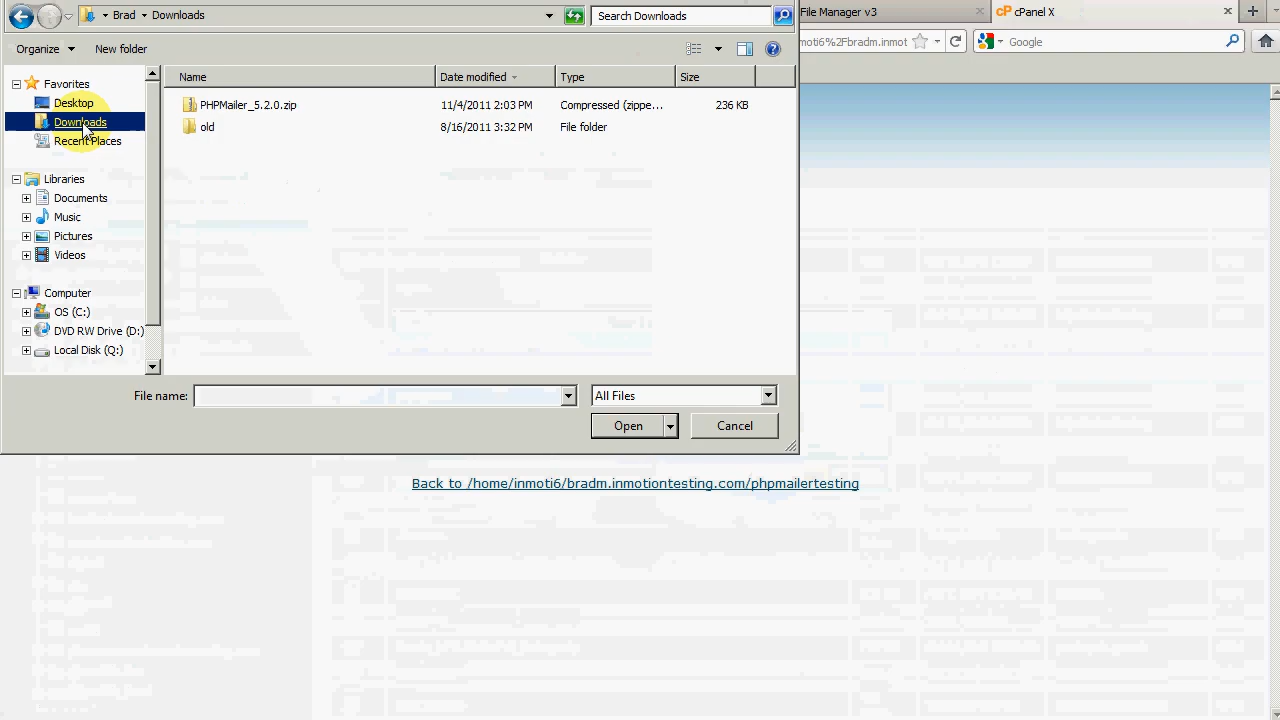 Brad ▸ Downloads
Search Downloads
File Manager v3
cPanel X
moti6%2Fbradm.inmot
Google
Organize
New folder
Favorites
Desktop
Downloads
Recent Places
Libraries
Documents
Music
Pictures
Videos
Computer
OS (C:)
DVD RW Drive (D:)
Local Disk (Q:)
Name Date modified Type Size
PHPMailer_5.2.0.zip 11/4/2011 2:03 PM Compressed (zippe... 236 KB
old 8/16/2011 3:32 PM File folder
File name:
All Files
Open
Cancel
Back to /home/inmoti6/bradm.inmotiontesting.com/phpmailertesting